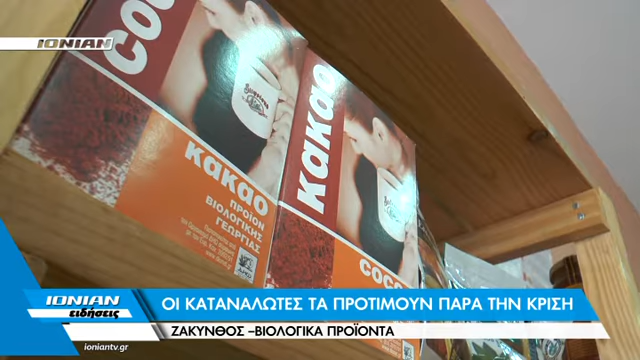 IONIAN
COCO
κακαο
ΠΡΟΪΟΝ
ΒΙΟΛΟΓΙΚΗΣ
ΓΕΩΡΓΙΑΣ
κακαο
COCO
IONIAN
ειδήσεις
ioniantv.gr
ΟΙ ΚΑΤΑΝΑΛΩΤΕΣ ΤΑ ΠΡΟΤΙΜΟΥΝ ΠΑΡΑ ΤΗΝ ΚΡΙΣΗ
ΖΑΚΥΝΘΟΣ –ΒΙΟΛΟΓΙΚΑ ΠΡΟΪΟΝΤΑ